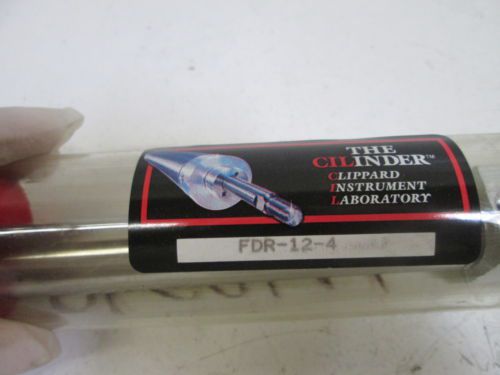 THE
CILINDER™
CLIPPARD
INSTRUMENT
LABORATORY
FDR-12-4